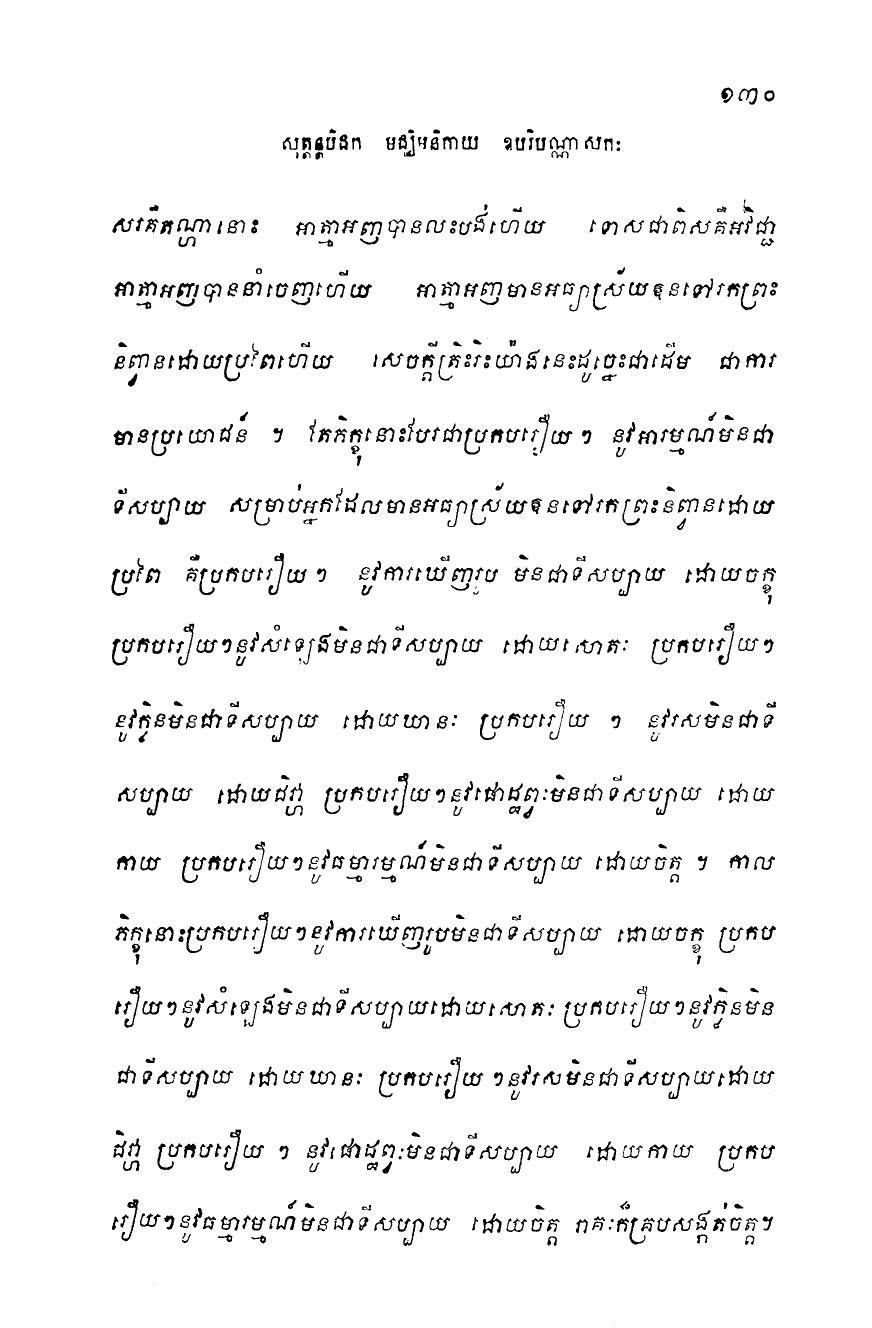 ១៣០
សុត្តន្តបិដក មជ្ឈិមនិកាយ ឧបរិបណ្ណាសកៈ
សរគឺតណ្ហានោះ អាត្មាអញបានលះបង់ហើយ ទោសជាពិសគឺអវិជ្ជា
អាត្មាអញបាននាំចេញហើយ អាត្មាអញមានអធ្យាស្រ័យឱនទៅរកព្រះ
និព្វានដោយប្រពៃហើយ សេចក្តីត្រិះរិះយ៉ាងនេះដូច្នេះជាដើម ជាការ
មានប្រយោជន៍ ។ តែភិក្ខុនោះបែរជាប្រកបរឿយៗ នូវអារម្មណ៍មិនជា
ទីសប្បាយ សម្រាប់អ្នកដែលមានអធ្យាស្រ័យឱនទៅរកព្រះនិព្វានដោយ
ប្រពៃ គឺប្រកបរឿយៗ នូវការឃើញរូប មិនជាទីសប្បាយ ដោយចក្ខុ
ប្រកបរឿយៗនូវសំឡេងមិនជាទីសប្បាយ ដោយសោតៈ ប្រកបរឿយៗ
នូវក្លិនមិនជាទីសប្បាយ ដោយឃានៈ ប្រកបរឿយ ៗ នូវរសមិនជាទី
សប្បាយ ដោយជិវ្ហា ប្រកបរឿយៗនូវផោដ្ឋព្វៈមិនជាទីសប្បាយ ដោយ
កាយ ប្រកបរឿយៗនូវធម្មារម្មណ៍មិនជាទីសប្បាយ ដោយចិត្ត ។ កាល
ភិក្ខុនោះប្រកបរឿយៗនូវការឃើញរូបមិនជាទីសប្បាយ ដោយចក្ខុ ប្រកប
រឿយៗនូវសំឡេងមិនជាទីសប្បាយដោយសោតៈ ប្រកបរឿយៗនូវក្លិនមិន
ជាទីសប្បាយ ដោយឃានៈ ប្រកបរឿយ ៗនូវរសមិនជាទីសប្បាយដោយ
ជិវ្ហា ប្រកបរឿយ ៗ នូវផោដ្ឋព្វៈមិនជាទីសប្បាយ ដោយកាយ ប្រកប
រឿយៗនូវធម្មារម្មណ៍មិនជាទីសប្បាយ ដោយចិត្ត រាគៈក៏គ្របសង្កត់ចិត្ត។